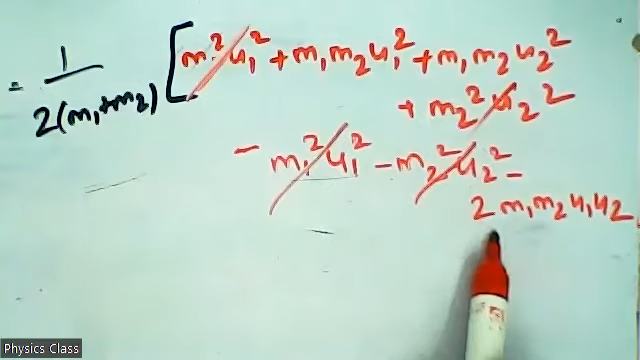 = 1/2(m₁+m₂) [m₁²u₁² + m₁m₂u₁² + m₁m₂u₂²
+ m₂²u₂²
- m₁²u₁² - m₂²u₂² -
2m₁m₂u₁u₂
Physics Class